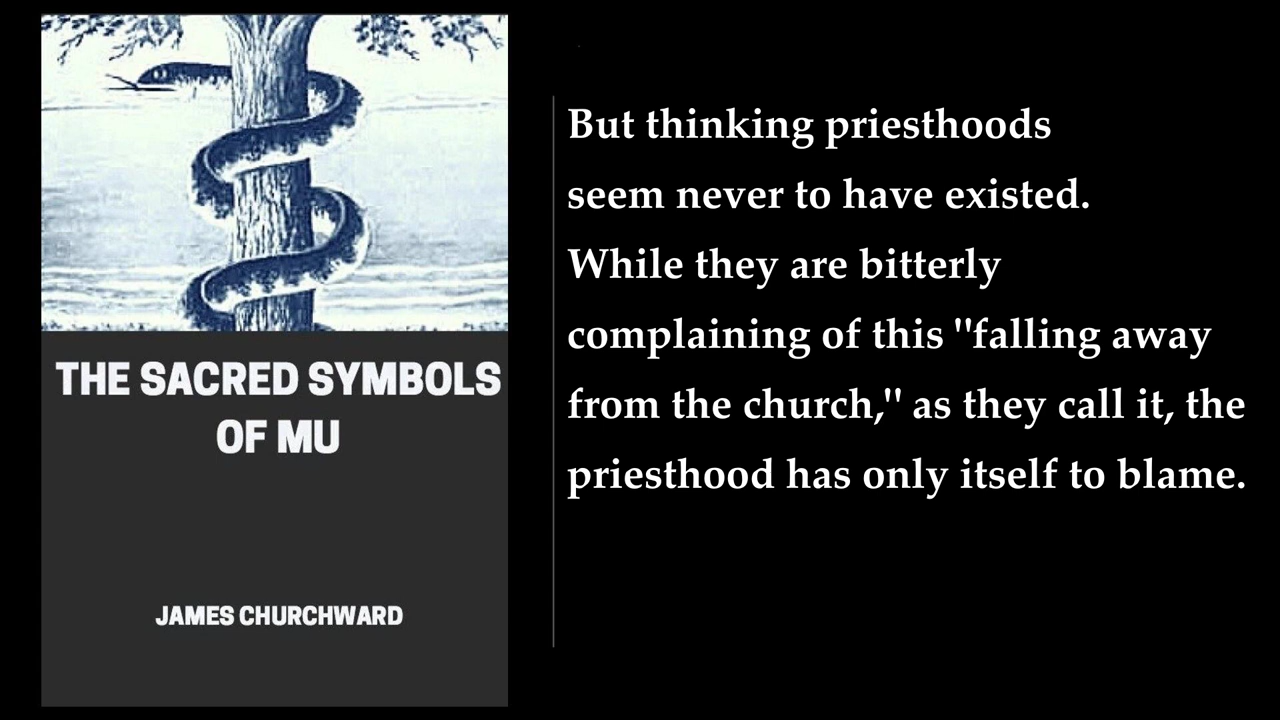 THE SACRED SYMBOLS
OF MU
JAMES CHURCHWARD
But thinking priesthoods
seem never to have existed.
While they are bitterly
complaining of this "falling away
from the church," as they call it, the
priesthood has only itself to blame.